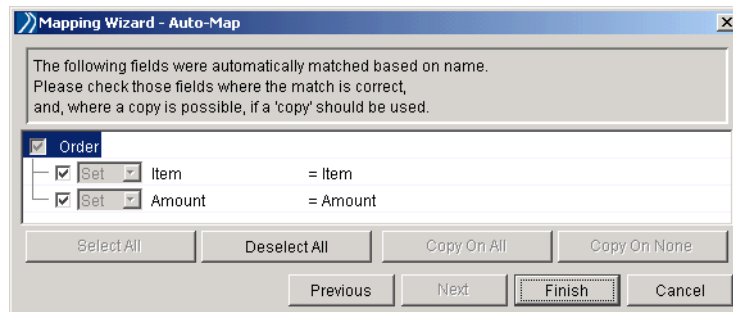 Mapping Wizard - Auto-Map
The following fields were automatically matched based on name.
Please check those fields where the match is correct,
and, where a copy is possible, if a 'copy' should be used.
Order
Set Item = Item
Set Amount = Amount
Select All Deselect All Copy On All Copy On None
Previous Next Finish Cancel